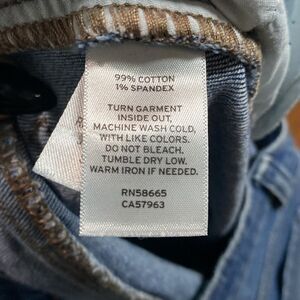 99% COTTON
1% SPANDEX
TURN GARMENT
INSIDE OUT,
MACHINE WASH COLD,
WITH LIKE COLORS.
DO NOT BLEACH.
TUMBLE DRY LOW.
WARM IRON IF NEEDED.
RN58665
CA57963